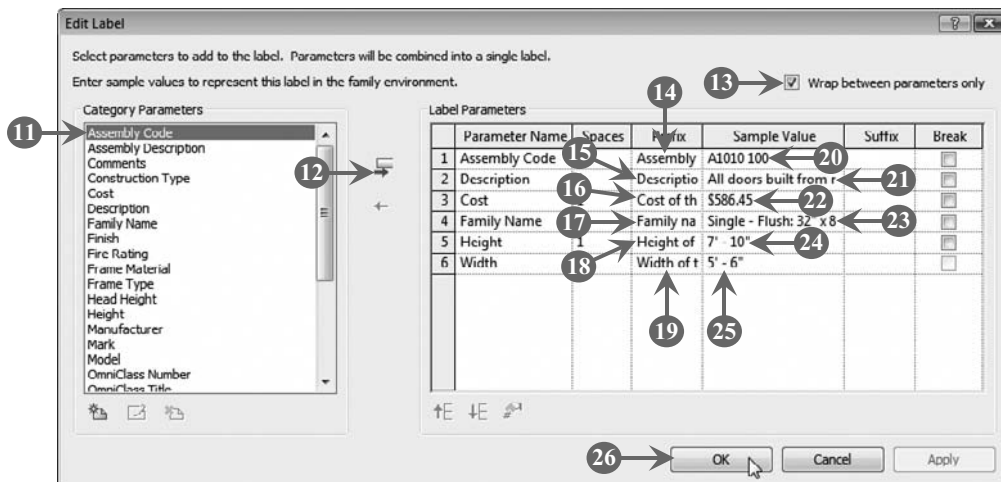 Edit Label
Select parameters to add to the label. Parameters will be combined into a single label.
Enter sample values to represent this label in the family environment.
13
Wrap between parameters only
14
Category Parameters
Label Parameters
11
Assembly Code
Assembly Description
Comments
Construction Type
Cost
Description
Family Name
Finish
Fire Rating
Frame Material
Frame Type
Head Height
Height
Manufacturer
Mark
Model
OmniClass Number
OmniClass Title
12
Parameter Name Spaces Prefix Sample Value Suffix Break
1 Assembly Code Assembly A1010 100
2 Description Descriptio All doors built from r
3 Cost Cost of th $586.45
4 Family Name Family na Single - Flush: 32" x 8
5 Height 1 Height of 7' - 10"
6 Width Width of t 5' - 6"
15
16
17
18
19
20
21
22
23
24
25
26
OK
Cancel
Apply